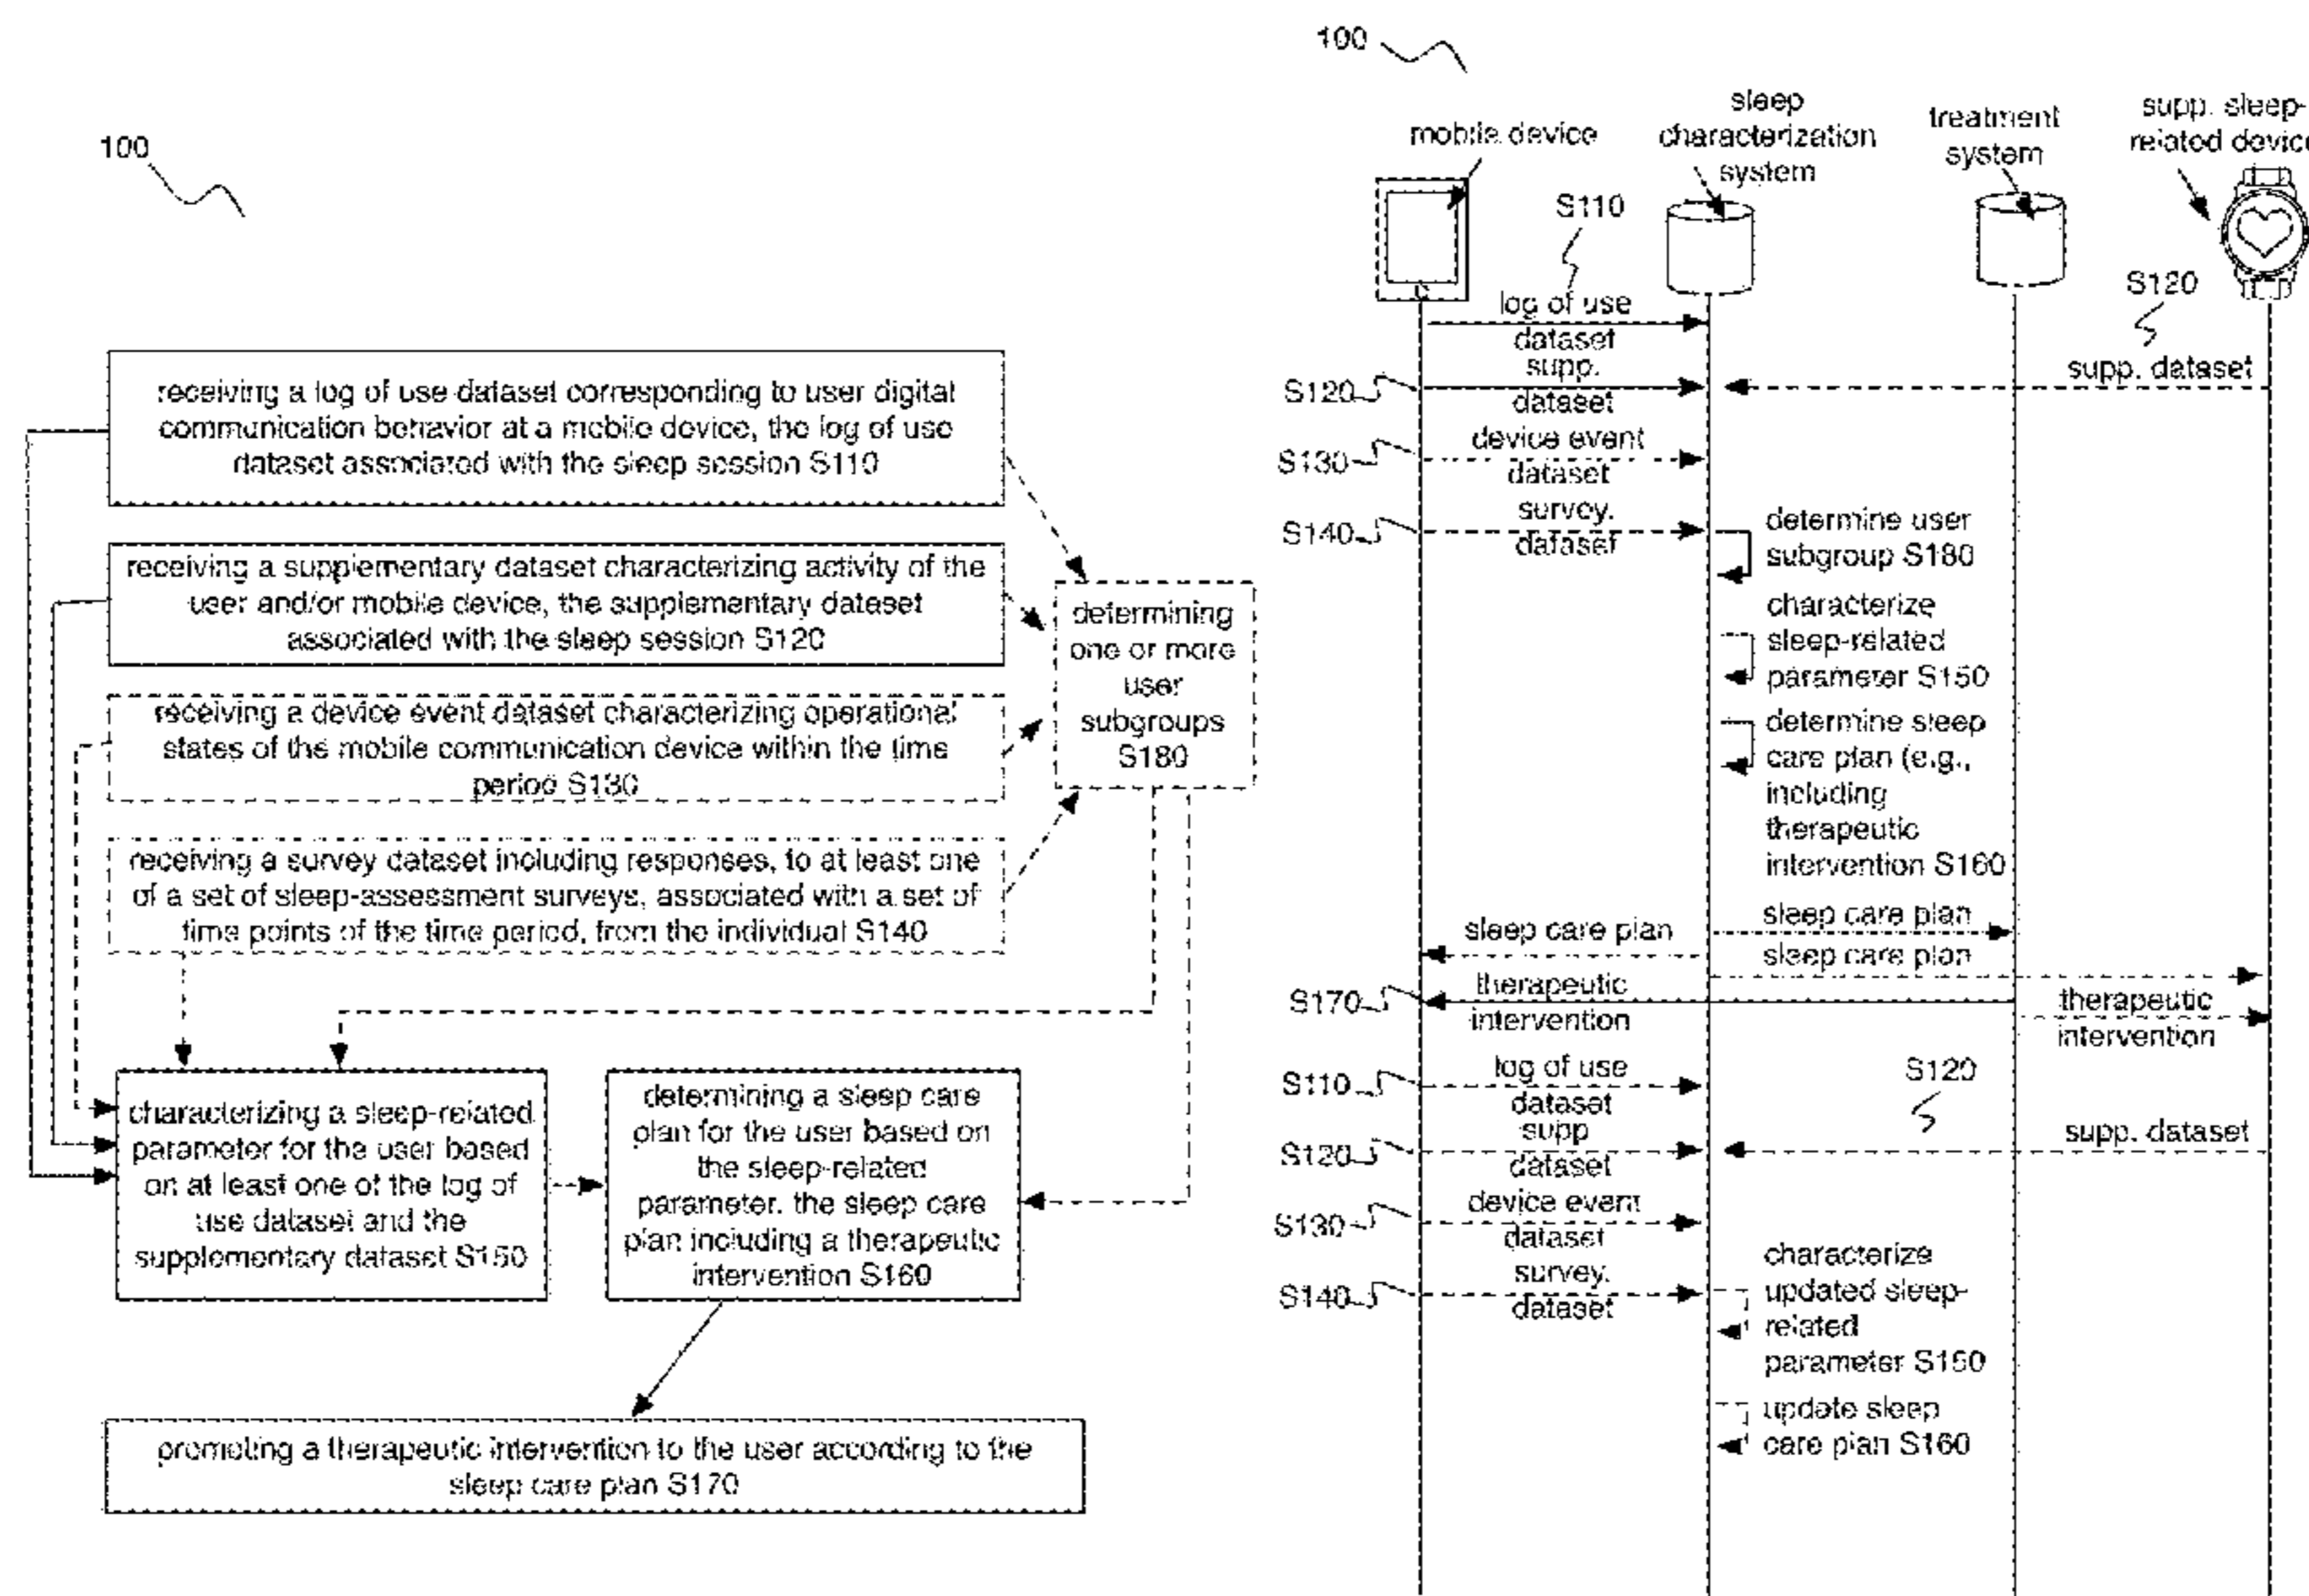 100
receiving a log of use dataset corresponding to user digital
communication behavior at a mobile device, the log of use
dataset associated with the sleep session S110
receiving a supplementary dataset characterizing activity of the
user and/or mobile device, the supplementary dataset
associated with the sleep session S120
receiving a device event dataset characterizing operational
states of the mobile communication device within the time
period S130
receiving a survey dataset including responses, to at least one
of a set of sleep-assessment surveys, associated with a set of
time points of the time period, from the individual S140
determining
one or more
user
subgroups
S180
characterizing a sleep-related
parameter for the user based
on at least one of the log of
use dataset and the
supplementary dataset S150
determining a sleep care
plan for the user based on
the sleep-related
parameter, the sleep care
plan including a therapeutic
intervention S160
promoting a therapeutic intervention to the user according to the
sleep care plan S170
100
mobile device
sleep
characterization
system
treatment
system
supp. sleep-
related device
S110
log of use
dataset
S120
supp.
dataset
S120
supp. dataset
S130
device event
dataset
S140
survey.
dataset
determine user
subgroup S180
characterize
sleep-related
parameter S150
determine sleep
care plan (e.g.,
including
therapeutic
intervention S160
sleep care plan
sleep care plan
sleep care plan
S170
therapeutic
intervention
therapeutic
intervention
S110
log of use
dataset
S120
supp
dataset
S120
supp. dataset
S130
device event
dataset
S140
survey.
dataset
characterize
updated sleep-
related
parameter S150
update sleep
care plan S160